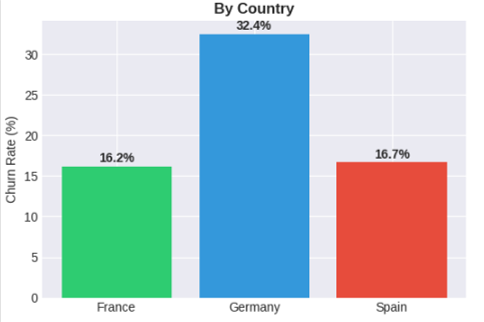 By Country
32.4%
30
25
20
15
10
5
0
Churn Rate (%)
16.2%
16.7%
France
Germany
Spain